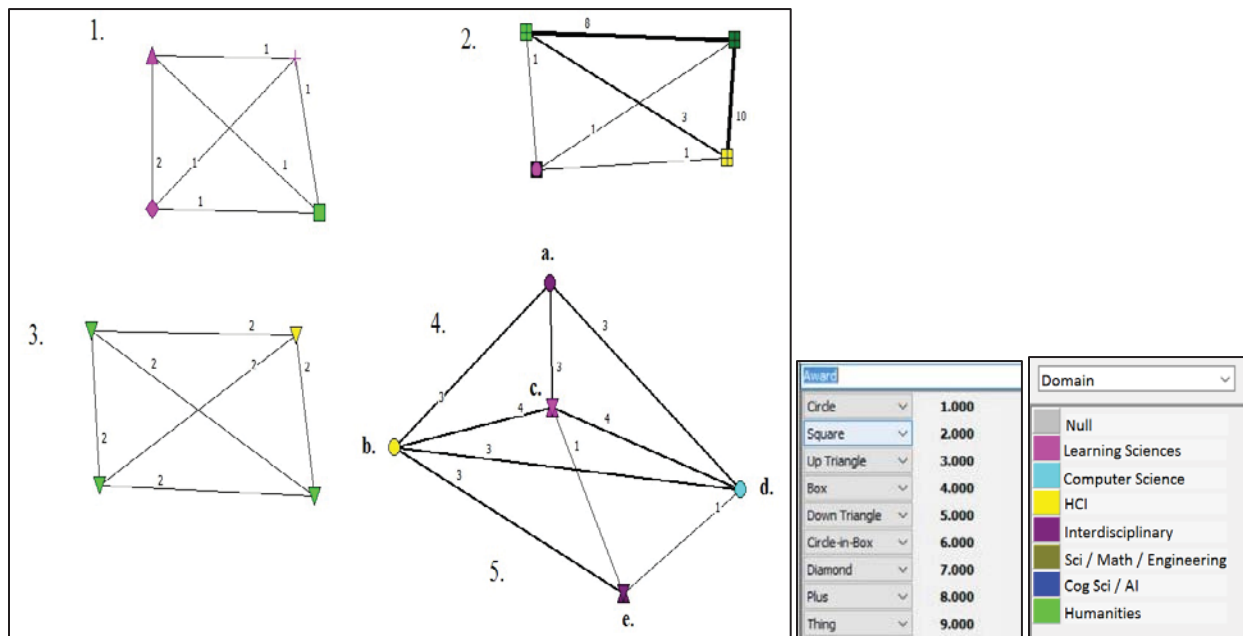 1.
1
1
2
1
1
1
2.
8
1
3
10
1
1
3.
2
2
2
2
2
2
4.
a.
3
3
3
c.
4
4
b.
3
1
3
d.
1
5.
e.
Award
Circle 1.000
Square 2.000
Up Triangle 3.000
Box 4.000
Down Triangle 5.000
Circle-in-Box 6.000
Diamond 7.000
Plus 8.000
Thing 9.000
Domain
Null
Learning Sciences
Computer Science
HCI
Interdisciplinary
Sci / Math / Engineering
Cog Sci / AI
Humanities